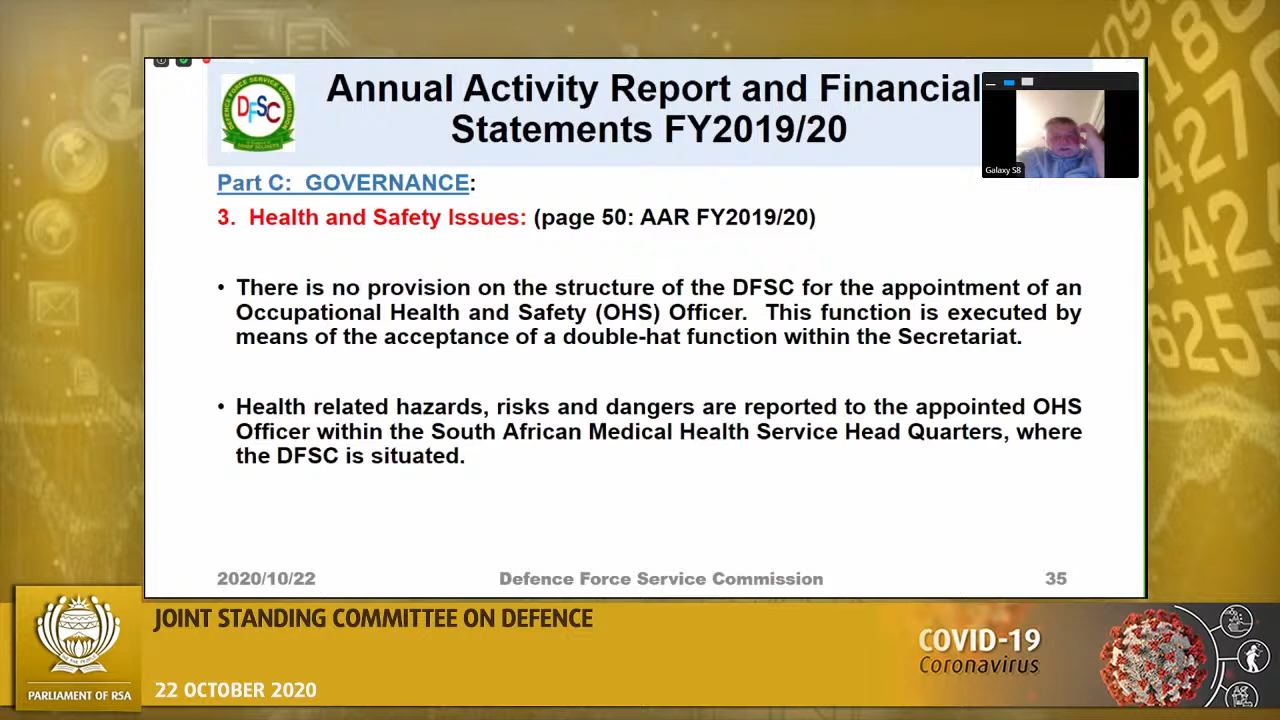 Annual Activity Report and Financial
Statements FY2019/20
DFSC
Galaxy S8
Part C: GOVERNANCE:
3. Health and Safety Issues: (page 50: AAR FY2019/20)
• There is no provision on the structure of the DFSC for the appointment of an
Occupational Health and Safety (OHS) Officer. This function is executed by
means of the acceptance of a double-hat function within the Secretariat.
• Health related hazards, risks and dangers are reported to the appointed OHS
Officer within the South African Medical Health Service Head Quarters, where
the DFSC is situated.
2020/10/22
Defence Force Service Commission
35
JOINT STANDING COMMITTEE ON DEFENCE
COVID-19
Coronavirus
PARLIAMENT OF RSA
22 OCTOBER 2020